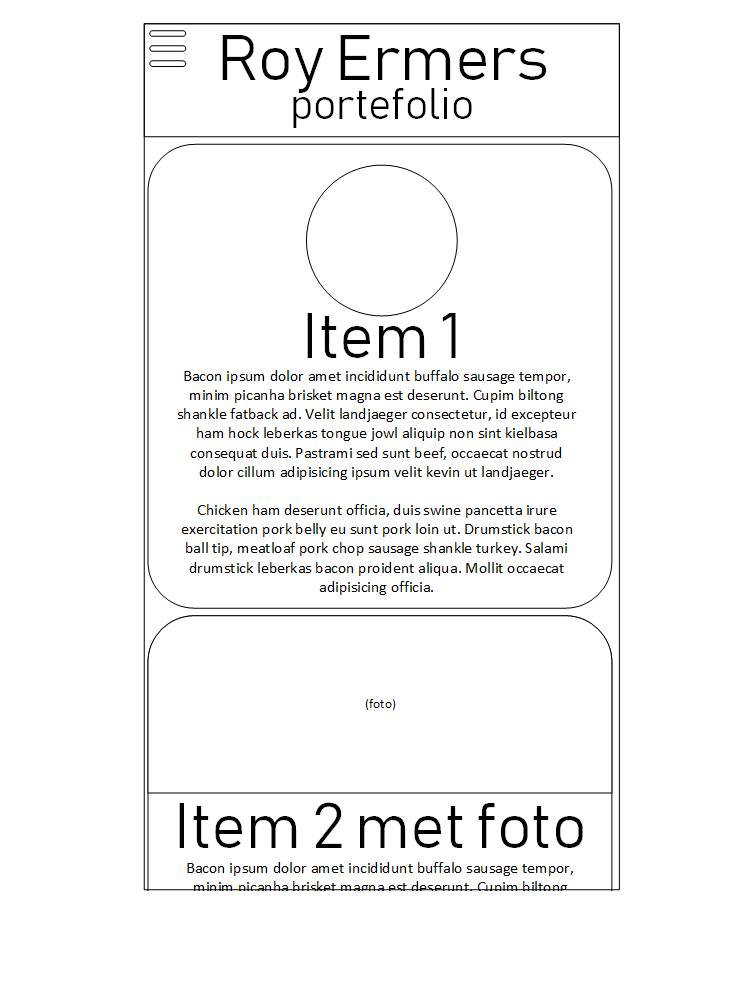 Roy Ermers
portefolio
Item 1
Bacon ipsum dolor amet incididunt buffalo sausage tempor,
minim picanha brisket magna est deserunt. Cupim biltong
shankle fatback ad. Velit landjaeger consectetur, id excepteur
ham hock leberkas tongue jowl aliquip non sint kielbasa
consequat duis. Pastrami sed sunt beef, occaecat nostrud
dolor cillum adipisicing ipsum velit kevin ut landjaeger.
Chicken ham deserunt officia, duis swine pancetta irure
exercitation pork belly eu sunt pork loin ut. Drumstick bacon
ball tip, meatloaf pork chop sausage shankle turkey. Salami
drumstick leberkas bacon proident aliqua. Mollit occaecat
adipisicing officia.
(foto)
Item 2 met foto
Bacon ipsum dolor amet incididunt buffalo sausage tempor,
minim picanha brisket magna est deserunt. Cupim biltong